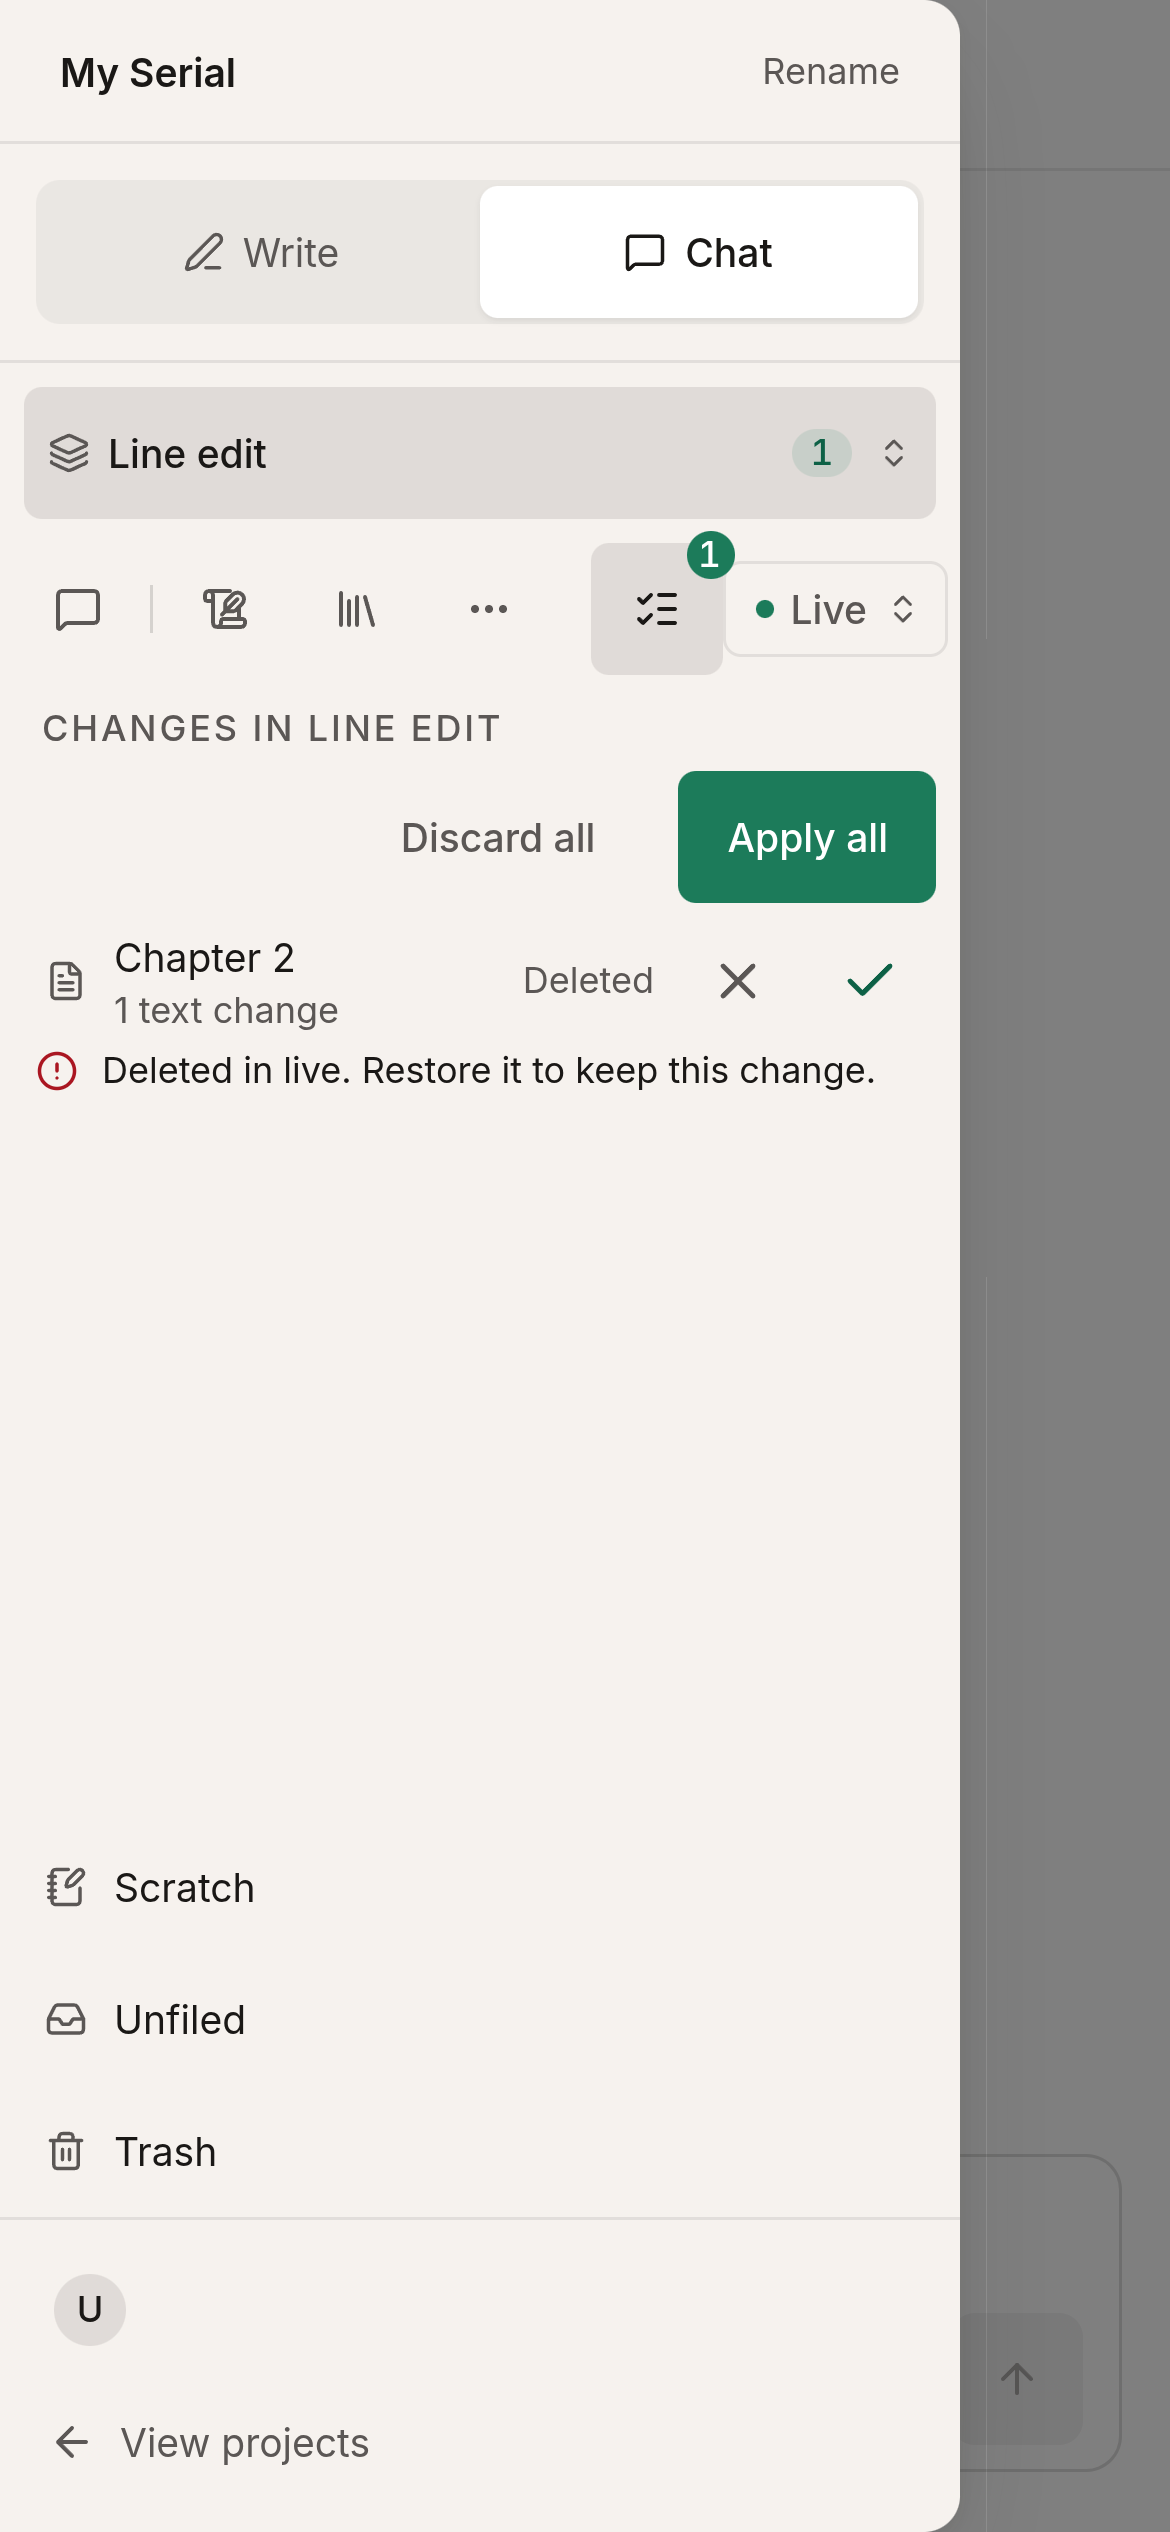 My Serial
Rename
Write
Chat
Line edit
1
1
Live
CHANGES IN LINE EDIT
Discard all
Apply all
Chapter 2
1 text change
Deleted
Deleted in live. Restore it to keep this change.
Scratch
Unfiled
Trash
U
View projects